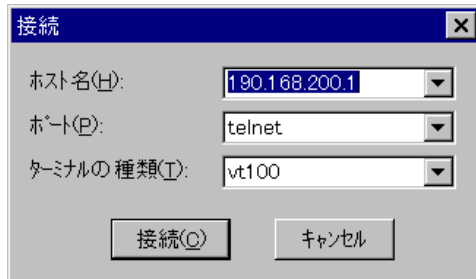 接続
ホスト名(H): 190.168.200.1
ポート(P): telnet
ターミナルの種類(T): vt100
接続(C) キャンセル